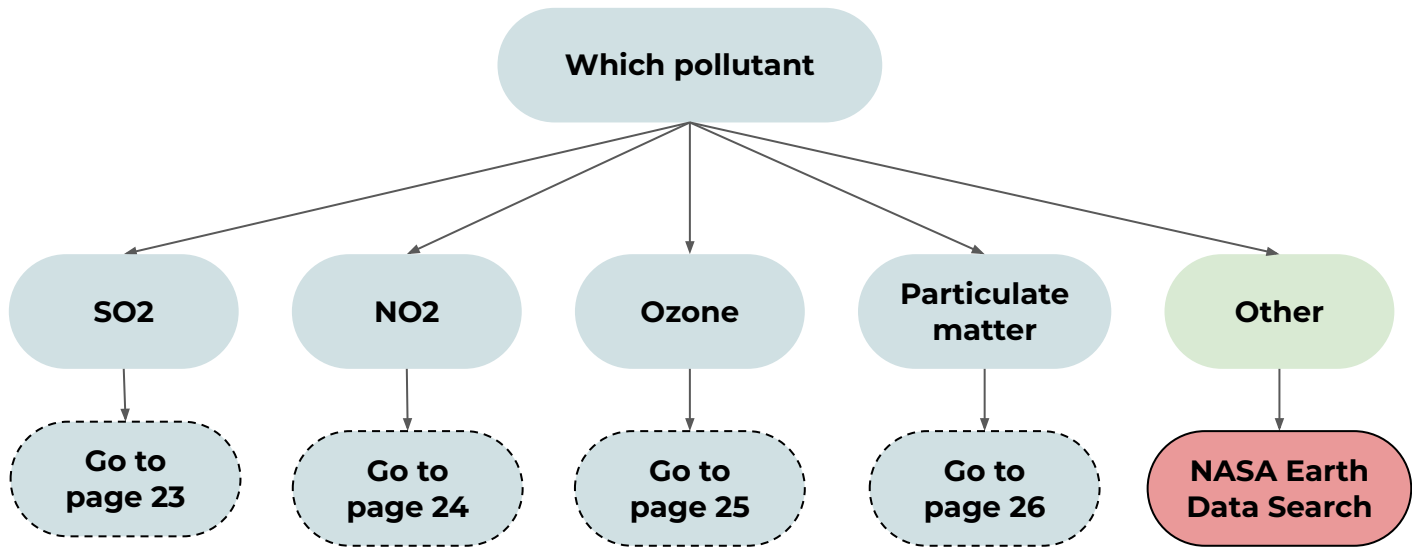 Which pollutant
SO2
NO2
Ozone
Particulate
matter
Other
Go to
page 23
Go to
page 24
Go to
page 25
Go to
page 26
NASA Earth
Data Search